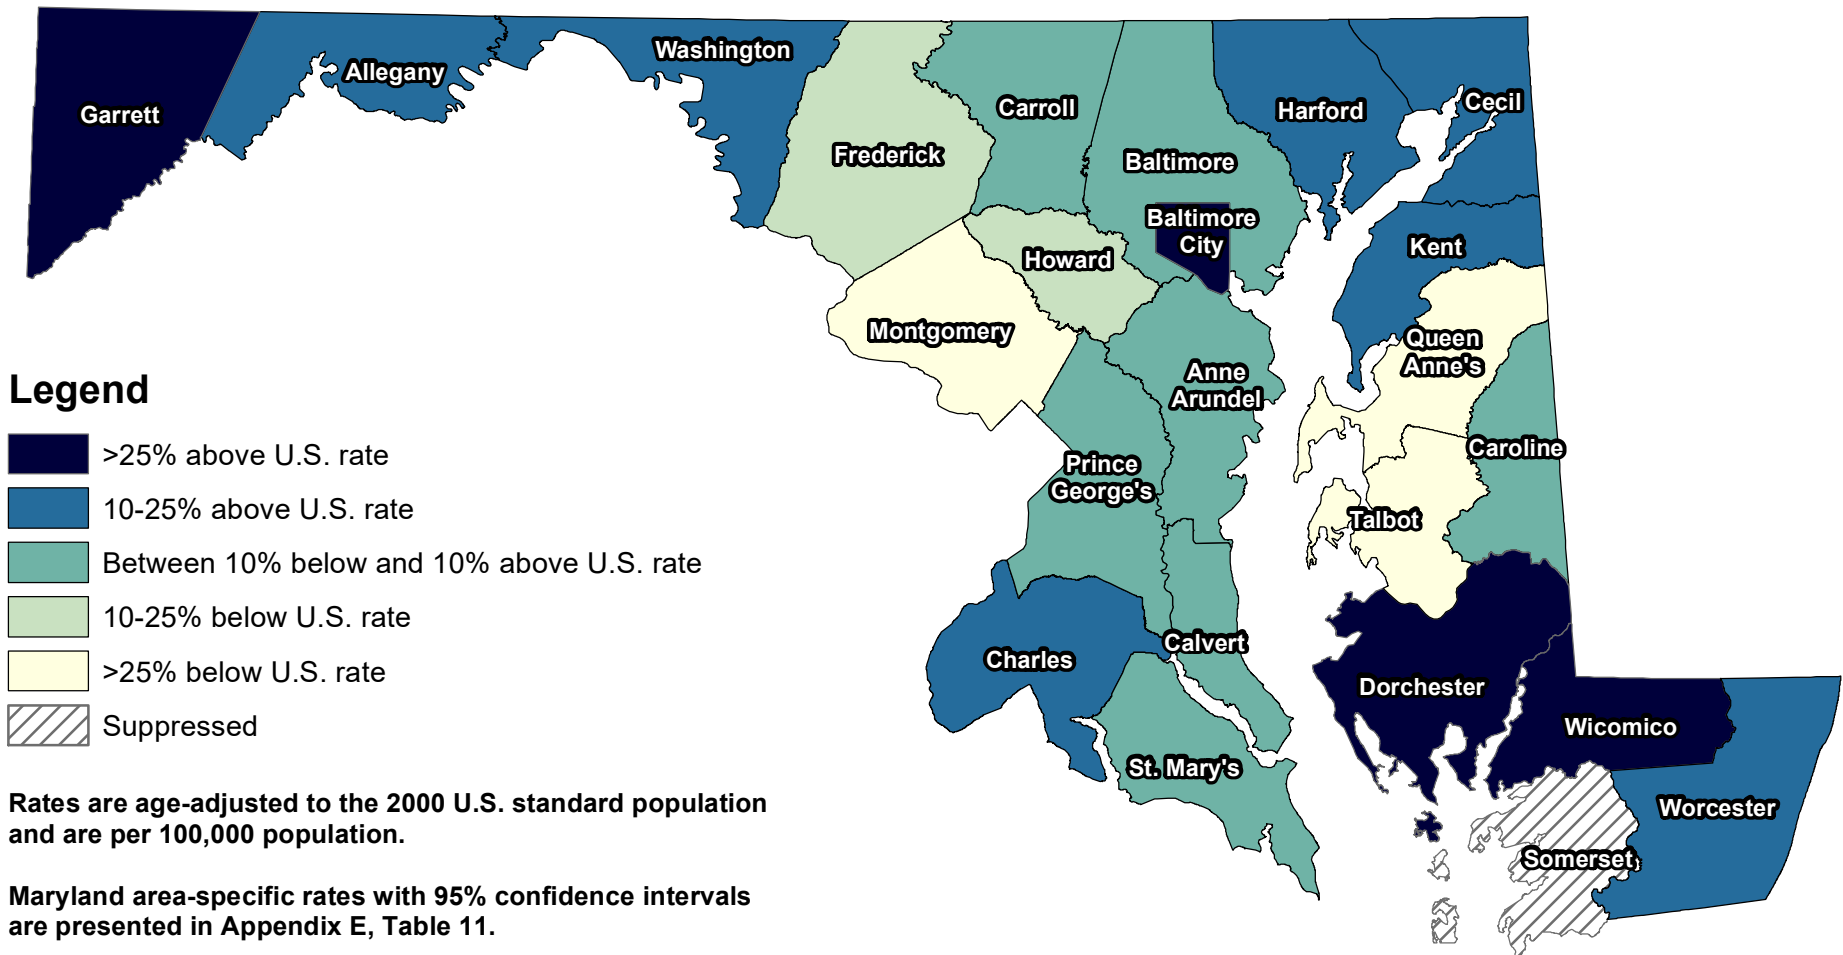 Garrett
Allegany
Washington
Frederick
Carroll
Baltimore
Baltimore
City
Harford
Cecil
Kent
Howard
Montgomery
Queen
Anne's
Anne
Arundel
Caroline
Prince
George's
Talbot
Calvert
Charles
Dorchester
Wicomico
St. Mary's
Worcester
Somerset
Legend
>25% above U.S. rate
10-25% above U.S. rate
Between 10% below and 10% above U.S. rate
10-25% below U.S. rate
>25% below U.S. rate
Suppressed
Rates are age-adjusted to the 2000 U.S. standard population
and are per 100,000 population.
Maryland area-specific rates with 95% confidence intervals
are presented in Appendix E, Table 11.